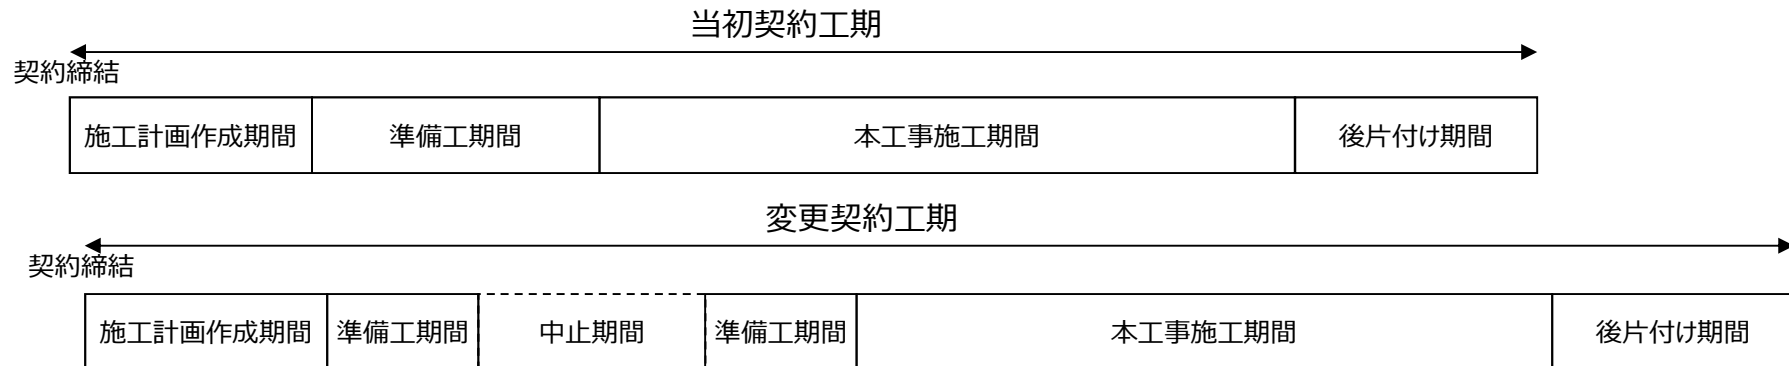 当初契約工期
契約締結
施工計画作成期間 準備工期間 本工事施工期間 後片付け期間
変更契約工期
契約締結
施工計画作成期間 準備工期間 中止期間 準備工期間 本工事施工期間 後片付け期間